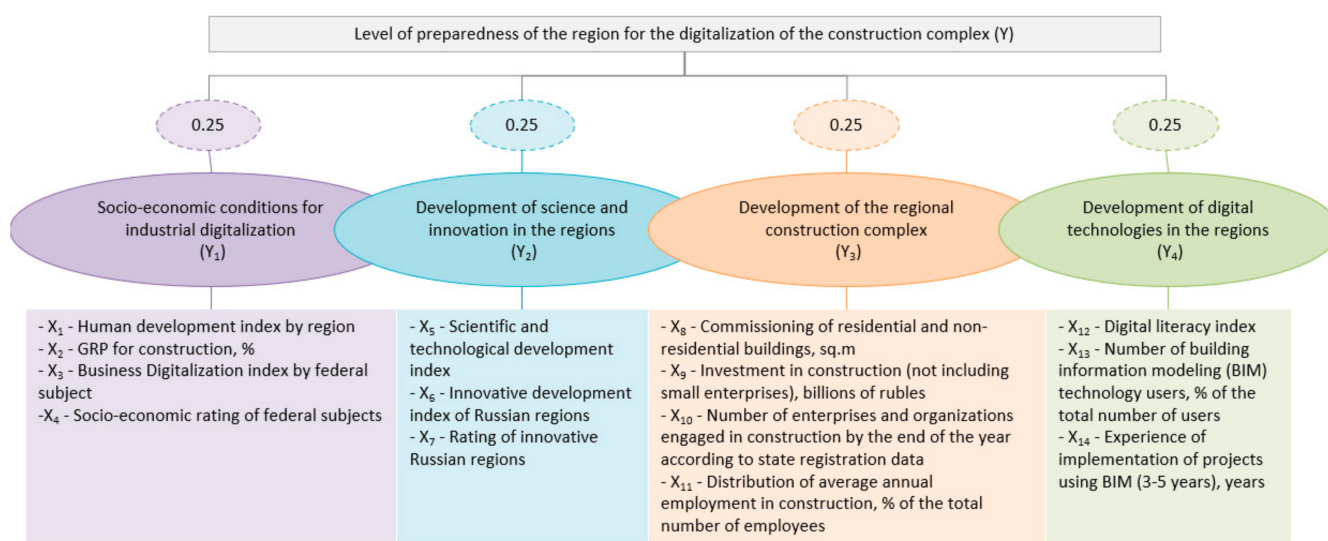 Level of preparedness of the region for the digitalization of the construction complex (Y)
0.25
0.25
0.25
0.25
Socio-economic conditions for
industrial digitalization
(Y₁)
Development of science and
innovation in the regions
(Y₂)
Development of the regional
construction complex
(Y₃)
Development of digital
technologies in the regions
(Y₄)
- X₁ - Human development index by region
- X₂ - GRP for construction, %
- X₃ - Business Digitalization index by federal
subject
-X₄ - Socio-economic rating of federal subjects
- X₅ - Scientific and
technological development
index
- X₆ - Innovative development
index of Russian regions
- X₇ - Rating of innovative
Russian regions
- X₈ - Commissioning of residential and non-
residential buildings, sq.m
- X₉ - Investment in construction (not including
small enterprises), billions of rubles
- X₁₀ - Number of enterprises and organizations
engaged in construction by the end of the year
according to state registration data
- X₁₁ - Distribution of average annual
employment in construction, % of the total
number of employees
- X₁₂ - Digital literacy index
- X₁₃ - Number of building
information modeling (BIM)
technology users, % of the
total number of users
- X₁₄ - Experience of
implementation of projects
using BIM (3-5 years), years